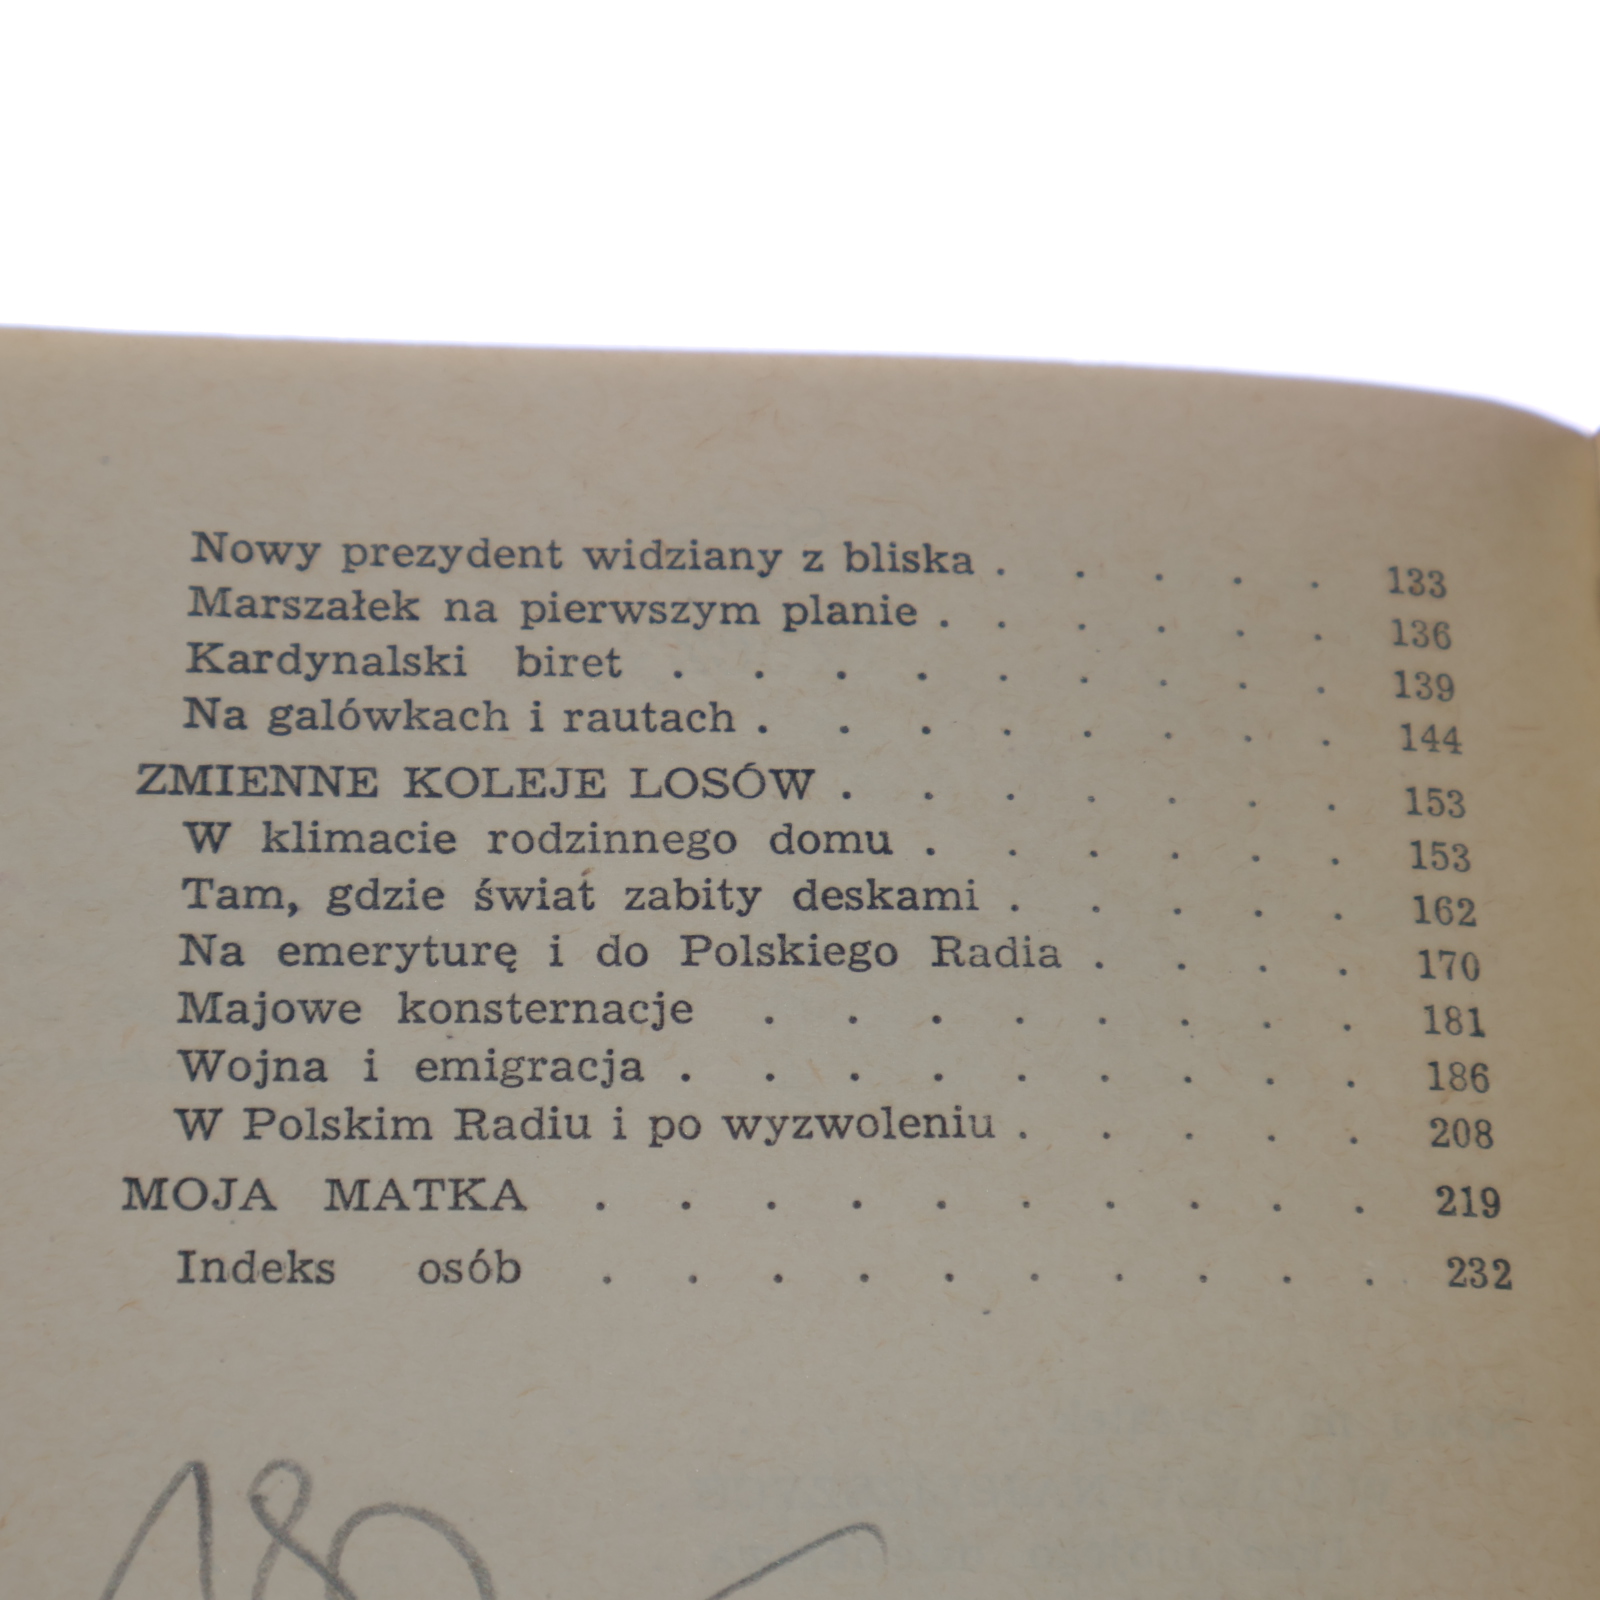 Nowy prezydent widziany z bliska . . . . . 133
Marszałek na pierwszym planie . . . . . . 136
Kardynalski biret . . . . . . . . . 139
Na galówkach i rautach . . . . . . . . 144
ZMIENNE KOLEJE LOSÓW . . . . . . . 153
W klimacie rodzinnego domu . . . . . . 153
Tam, gdzie świat zabity deskami . . . . . 162
Na emeryturę i do Polskiego Radia . . . . 170
Majowe konsternacje . . . . . . . . 181
Wojna i emigracja . . . . . . . . . 186
W Polskim Radiu i po wyzwoleniu . . . . . 208
MOJA MATKA . . . . . . . . . . 219
Indeks osób . . . . . . . . . . 232